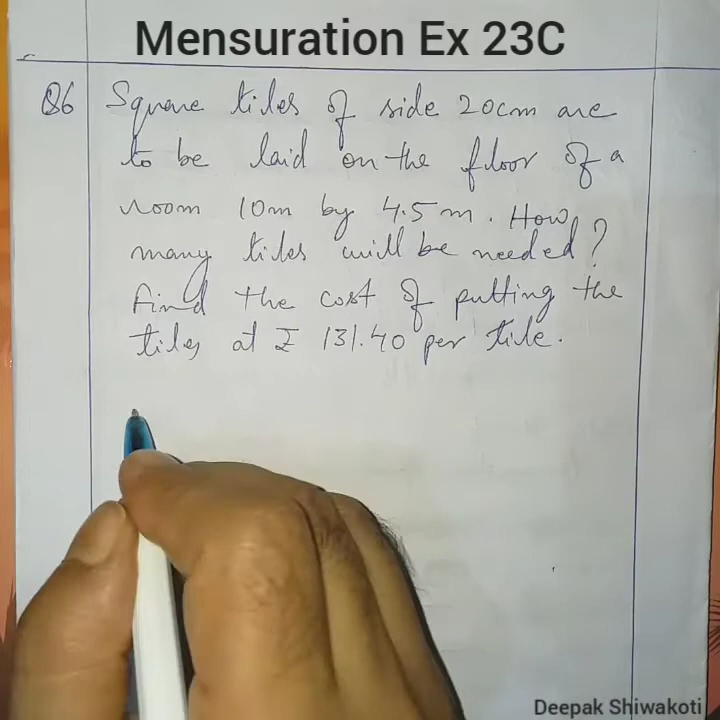 Mensuration Ex 23C
Q6 Square tiles of side 20cm are
to be laid on the floor of a
room 10m by 4.5m. How
many tiles will be needed?
Find the cost of putting the
tiles at ₹ 131.40 per tile.
Deepak Shiwakoti